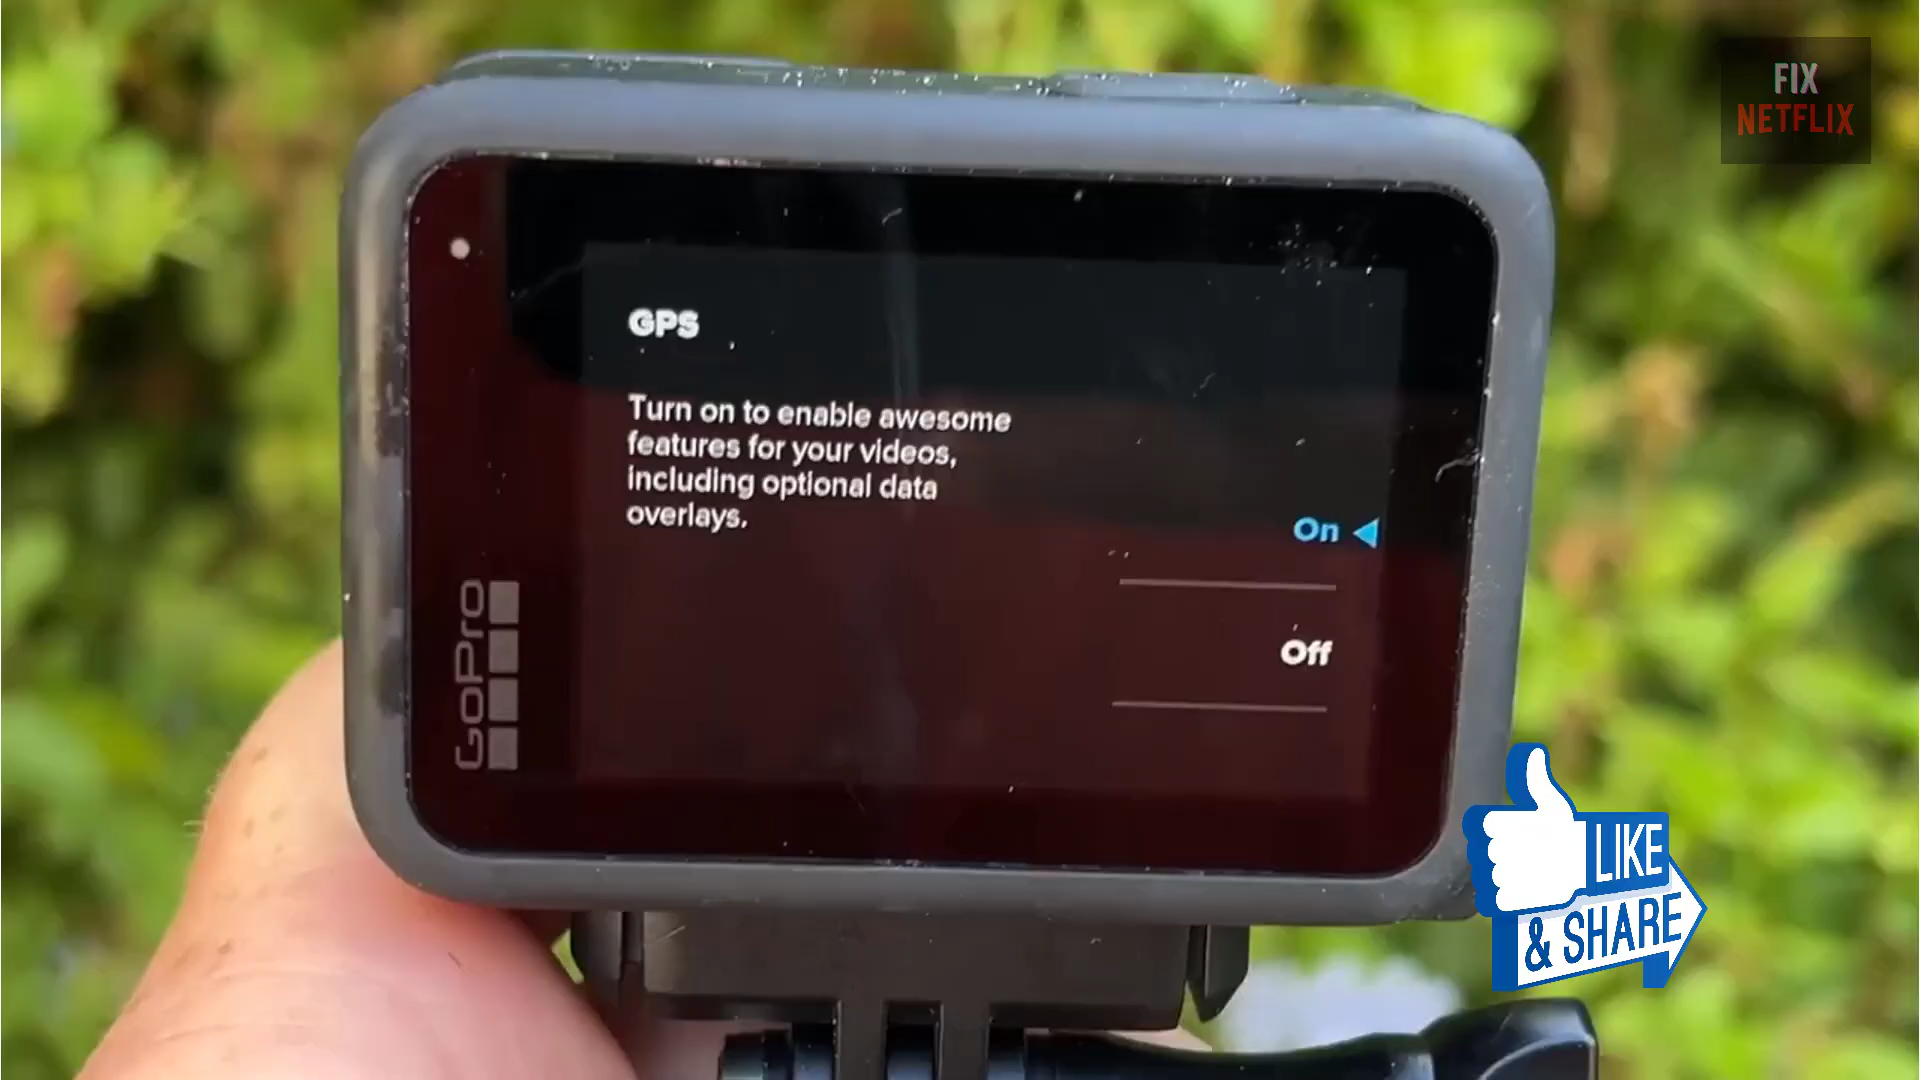 FIX
NETFLIX
GPS
Turn on to enable awesome
features for your videos,
including optional data
overlays.
On
Off
GoPro
LIKE
& SHARE